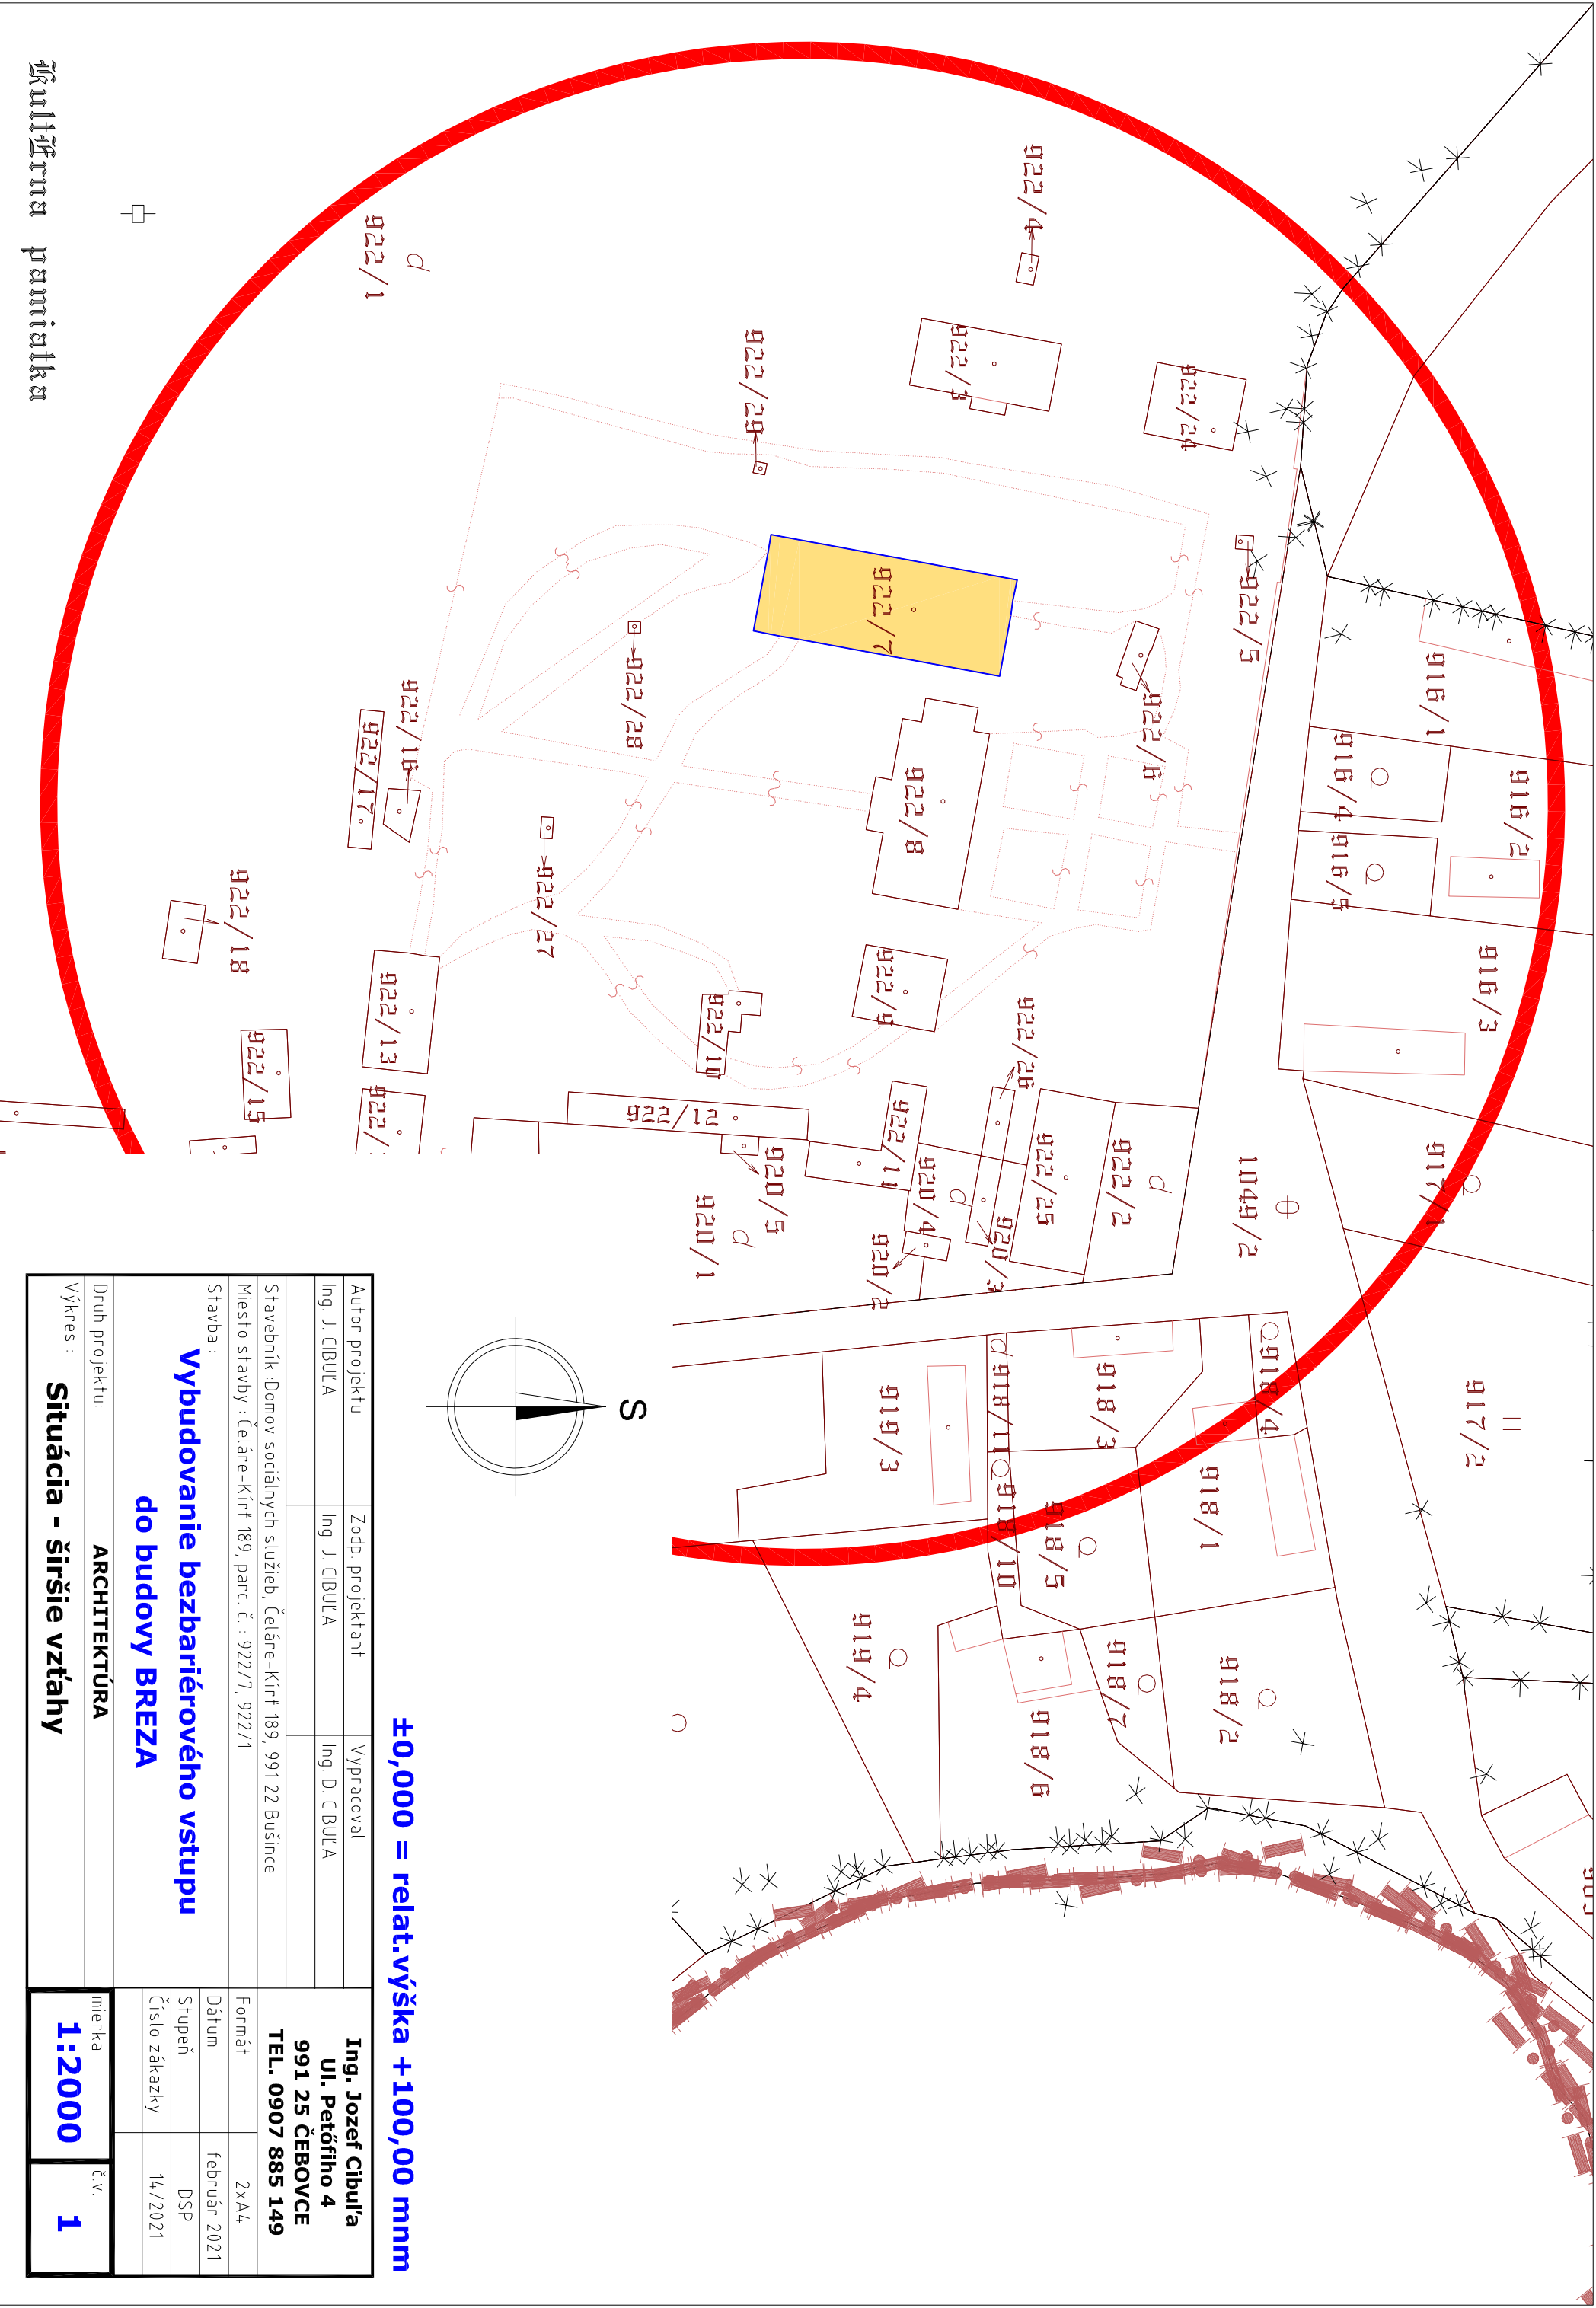 Kultťrna pamiatka
922/1
d
922/4
922/3
922/24
922/29
922/5
922/7
922/6
922/28
922/16
922/17
922/8
922/27
922/18
922/13
922/15
922/10
922/9
922/26
922/12
922/11
922/25
922/2
d
920/5
920/1
d
920/4
d
920/3
920/2
1049/2
916/1
916/4
916/2
916/5
916/3
917/1
917/2
918/4
918/3
918/11
d
919/3
918/1
918/5
918/10
919/4
918/7
918/2
918/6
S
±0,000 = relat.výška +100,00 mnm
Autor projektu
Zodp. projektant
Vypracoval
Ing. J. CIBUĽA
Ing. J. CIBUĽA
Ing. D. CIBUĽA
Stavebník :Domov sociálnych služieb, Čeláre-Kírť 189, 991 22 Bušince
Miesto stavby : Čeláre-Kírť 189, parc. č. : 922/7, 922/1
Stavba :
Vybudovanie bezbariérového vstupu
do budovy BREZA
Druh projektu:
ARCHITEKTÚRA
Výkres :
Situácia - širšie vzťahy
Ing. Jozef Cibuľa
Ul. Petőfiho 4
991 25 ČEBOVCE
TEL. 0907 885 149
Formát 2xA4
Dátum február 2021
Stupeň DSP
Číslo zákazky 14/2021
mierka
1:2000
č.v.
1